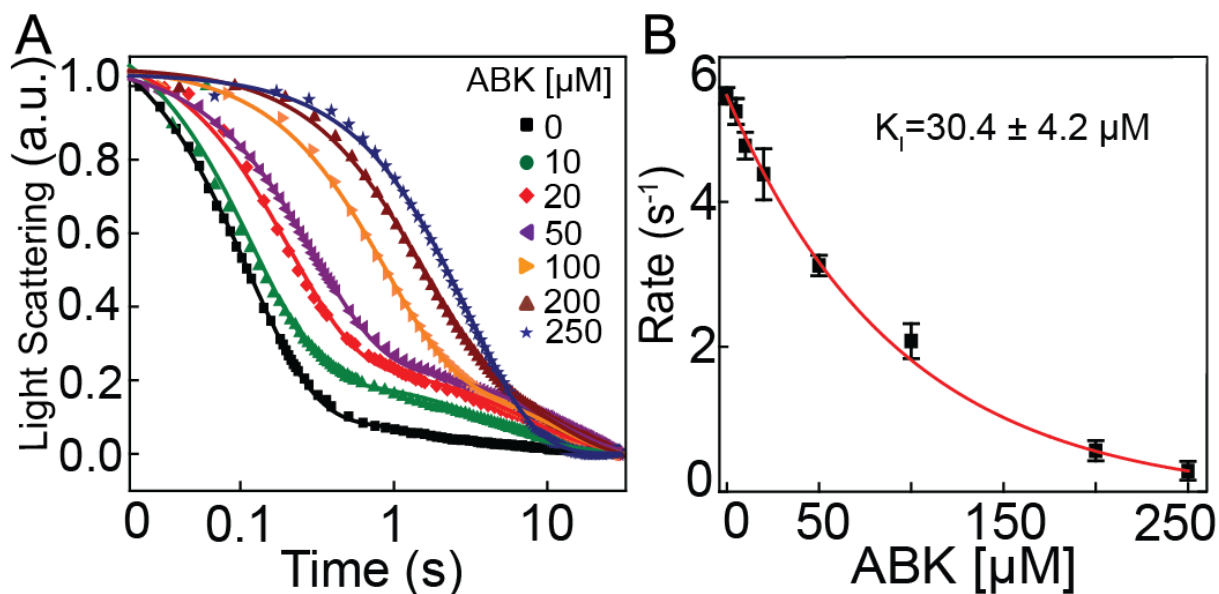 A
Light Scattering (a.u.)
1.0
0.8
0.6
0.4
0.2
0.0
ABK [µM]
0
10
20
50
100
200
250
0 0.1 1 10
Time (s)
B
Rate (s⁻¹)
6
4
2
0
K_I=30.4 ± 4.2 µM
0 50 150 250
ABK [µM]